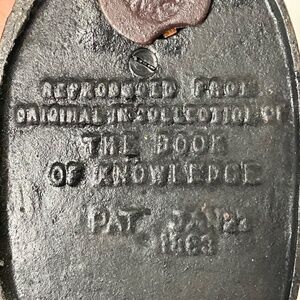 REPRODUCED FROM
ORIGINAL IN COLLECTION OF
THE BOOK
OF KNOWLEDGE
PAT. JAN